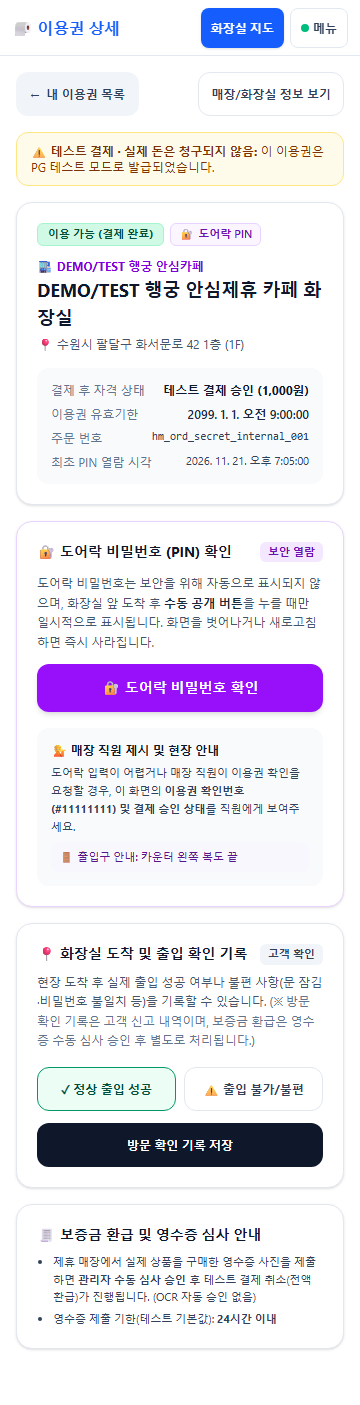 이용권 상세
화장실 지도
메뉴
← 내 이용권 목록
매장/화장실 정보 보기
⚠️ 테스트 결제 · 실제 돈은 청구되지 않음: 이 이용권은
PG 테스트 모드로 발급되었습니다.
이용 가능 (결제 완료)
🔐 도어락 PIN
🏪 DEMO/TEST 행궁 안심카페
DEMO/TEST 행궁 안심제휴 카페 화
장실
📍 수원시 팔달구 화서문로 42 1층 (1F)
결제 후 자격 상태 테스트 결제 승인 (1,000원)
이용권 유효기한 2099. 1. 1. 오전 9:00:00
주문 번호 hm_ord_secret_internal_001
최초 PIN 열람 시각 2026. 11. 21. 오후 7:05:00
🔐 도어락 비밀번호 (PIN) 확인
보안 열람
도어락 비밀번호는 보안을 위해 자동으로 표시되지 않
으며, 화장실 앞 도착 후 수동 공개 버튼을 누를 때만
일시적으로 표시됩니다. 화면을 벗어나거나 새로고침
하면 즉시 사라집니다.
🔐 도어락 비밀번호 확인
💁 매장 직원 제시 및 현장 안내
도어락 입력이 어렵거나 매장 직원이 이용권 확인을
요청할 경우, 이 화면의 이용권 확인번호
(#11111111) 및 결제 승인 상태를 직원에게 보여주
세요.
🚪 출입구 안내: 카운터 왼쪽 복도 끝
📍 화장실 도착 및 출입 확인 기록
고객 확인
현장 도착 후 실제 출입 성공 여부나 불편 사항(문 잠김
·비밀번호 불일치 등)을 기록할 수 있습니다. (※ 방문
확인 기록은 고객 신고 내역이며, 보증금 환급은 영수
증 수동 심사 승인 후 별도로 처리됩니다.)
✓ 정상 출입 성공
⚠️ 출입 불가/불편
방문 확인 기록 저장
🧾 보증금 환급 및 영수증 심사 안내
• 제휴 매장에서 실제 상품을 구매한 영수증 사진을 제출
하면 관리자 수동 심사 승인 후 테스트 결제 취소(전액
환급)가 진행됩니다. (OCR 자동 승인 없음)
• 영수증 제출 기한(테스트 기본값): 24시간 이내